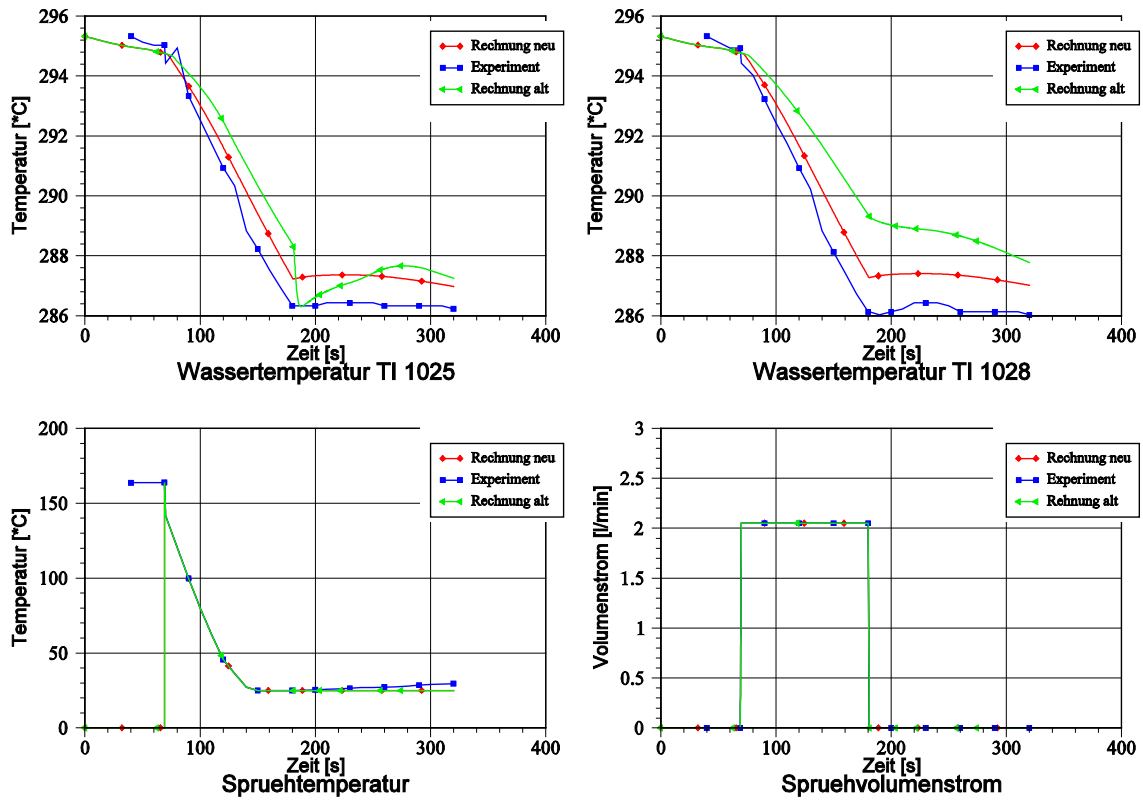 296
294
292
290
288
286
Temperatur [*C]
Rechnung neu
Experiment
Rechnung alt
0 100 200 300 400
Zeit [s]
Wassertemperatur TI 1025
296
294
292
290
288
286
Temperatur [*C]
Rechnung neu
Experiment
Rechnung alt
0 100 200 300 400
Zeit [s]
Wassertemperatur TI 1028
200
150
100
50
0
Temperatur [*C]
Rechnung neu
Experiment
Rechnung alt
0 100 200 300 400
Zeit [s]
Spruehtemperatur
3
2.5
2
1.5
1
0.5
0
Volumenstrom [l/min]
Rechnung neu
Experiment
Rehnung alt
0 100 200 300 400
Zeit [s]
Spruehvolumenstrom